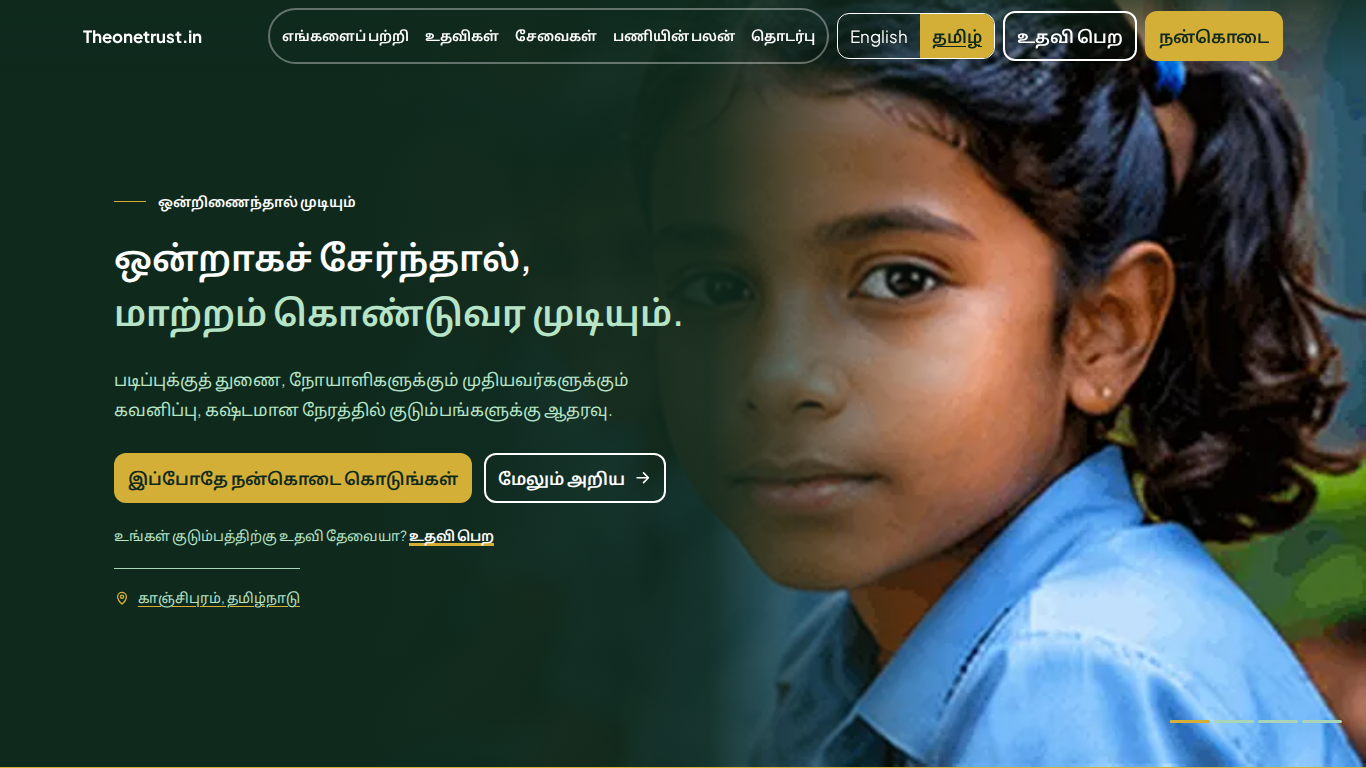 Theonetrust.in
எங்களைப் பற்றி
உதவிகள்
சேவைகள்
பணியின் பலன்
தொடர்பு
English
தமிழ்
உதவி பெற
நன்கொடை
ஒன்றிணைந்தால் முடியும்
ஒன்றாகச் சேர்ந்தால்,
மாற்றம் கொண்டுவர முடியும்.
படிப்புக்குத் துணை, நோயாளிகளுக்கும் முதியவர்களுக்கும்
கவனிப்பு, கஷ்டமான நேரத்தில் குடும்பங்களுக்கு ஆதரவு.
இப்போதே நன்கொடை கொடுங்கள்
மேலும் அறிய →
உங்கள் குடும்பத்திற்கு உதவி தேவையா? உதவி பெற
காஞ்சிபுரம், தமிழ்நாடு